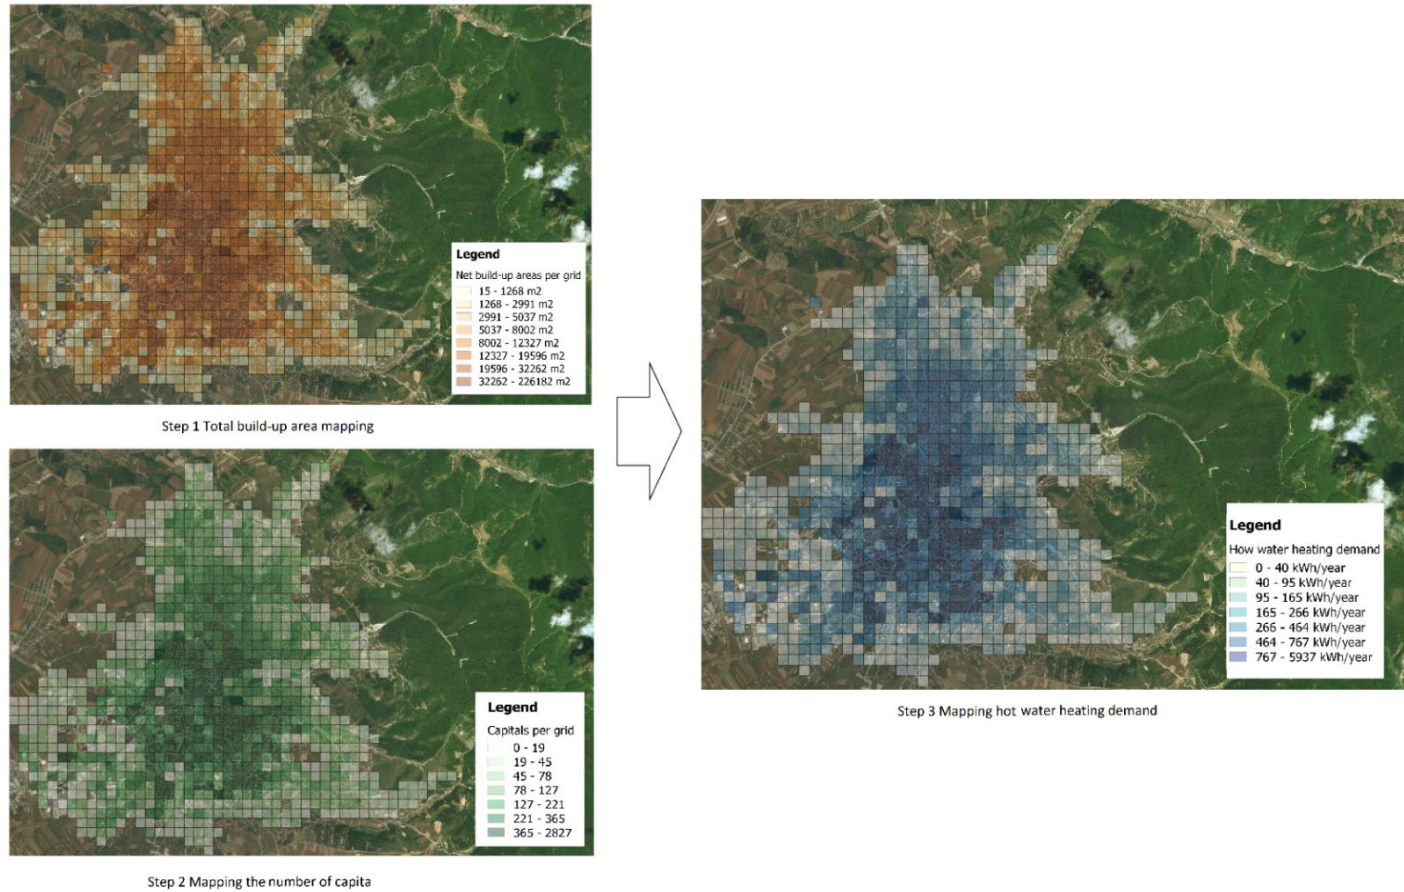 Legend
Net build-up areas per grid
15 - 1268 m2
1268 - 2991 m2
2991 - 5037 m2
5037 - 8002 m2
8002 - 12327 m2
12327 - 19596 m2
19596 - 32262 m2
32262 - 226182 m2
Step 1 Total build-up area mapping
Legend
Capitals per grid
0 - 19
19 - 45
45 - 78
78 - 127
127 - 221
221 - 365
365 - 2827
Step 2 Mapping the number of capita
Legend
How water heating demand
0 - 40 kWh/year
40 - 95 kWh/year
95 - 165 kWh/year
165 - 266 kWh/year
266 - 464 kWh/year
464 - 767 kWh/year
767 - 5937 kWh/year
Step 3 Mapping hot water heating demand